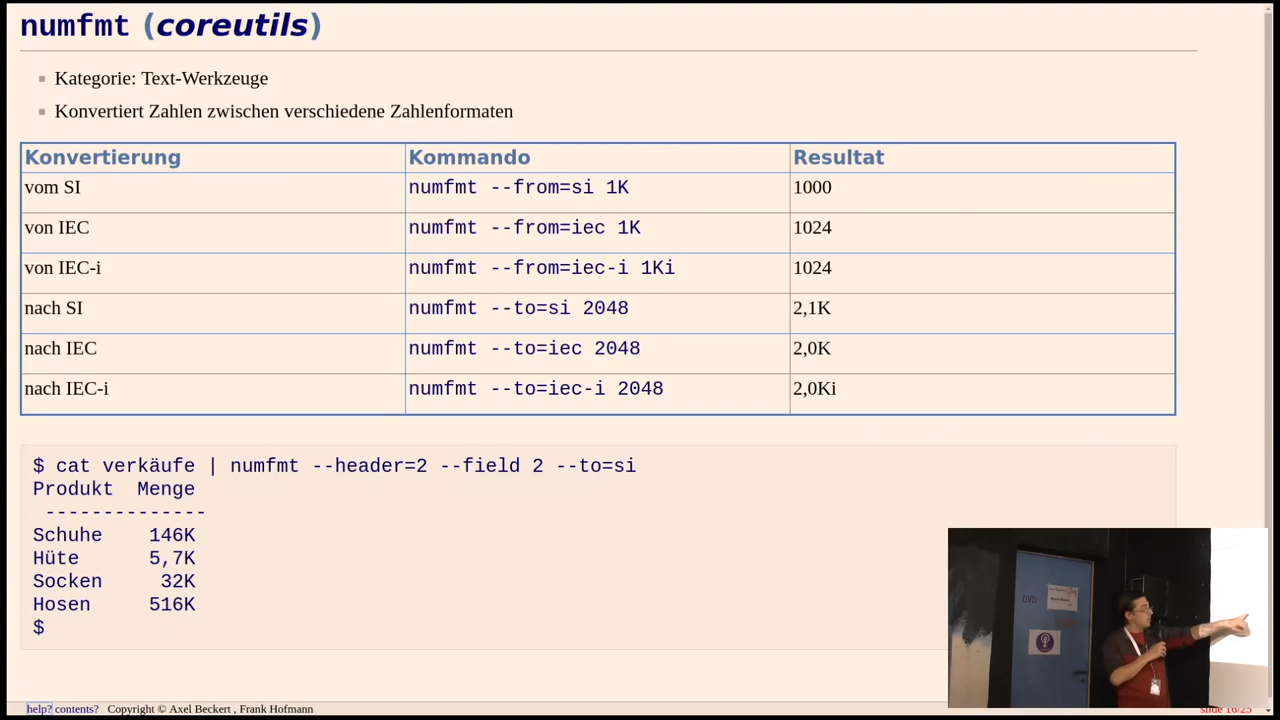 numfmt (coreutils)
Kategorie: Text-Werkzeuge
Konvertiert Zahlen zwischen verschiedene Zahlenformaten
Konvertierung Kommando Resultat
vom SI numfmt --from=si 1K 1000
von IEC numfmt --from=iec 1K 1024
von IEC-i numfmt --from=iec-i 1Ki 1024
nach SI numfmt --to=si 2048 2,1K
nach IEC numfmt --to=iec 2048 2,0K
nach IEC-i numfmt --to=iec-i 2048 2,0Ki
$ cat verkäufe | numfmt --header=2 --field 2 --to=si
Produkt  Menge
 --------------
Schuhe    146K
Hüte      5,7K
Socken     32K
Hosen     516K
$
DVD
help? contents? Copyright © Axel Beckert , Frank Hofmann slide 16/25